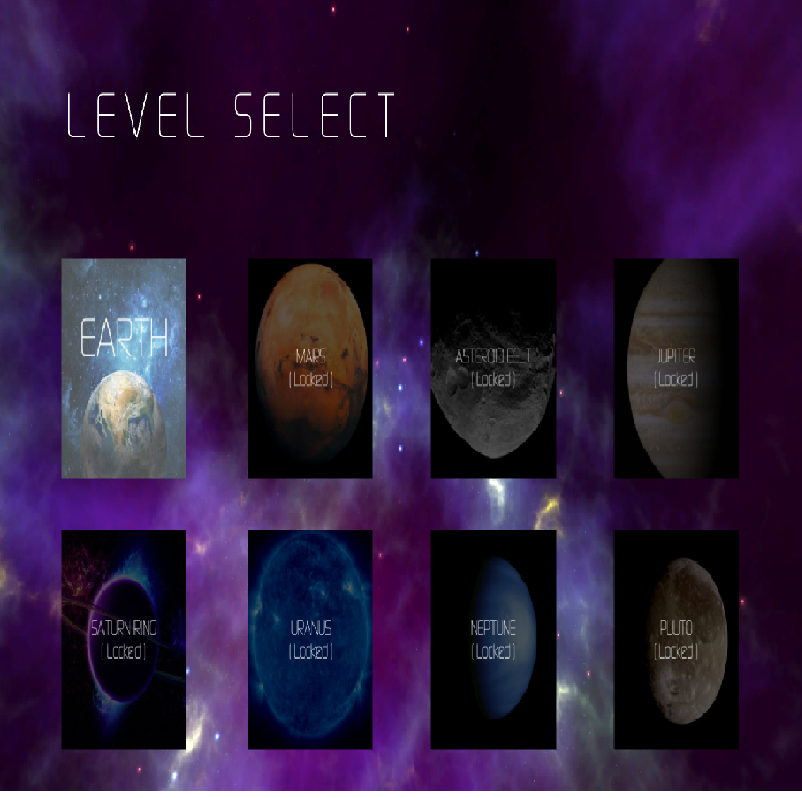 LEVEL SELECT
EARTH
MARS
(Locked)
ASTEROID BELT
(Locked)
JUPITER
(Locked)
SATURN RING
(Locked)
URANUS
(Locked)
NEPTUNE
(Locked)
PLUTO
(Locked)